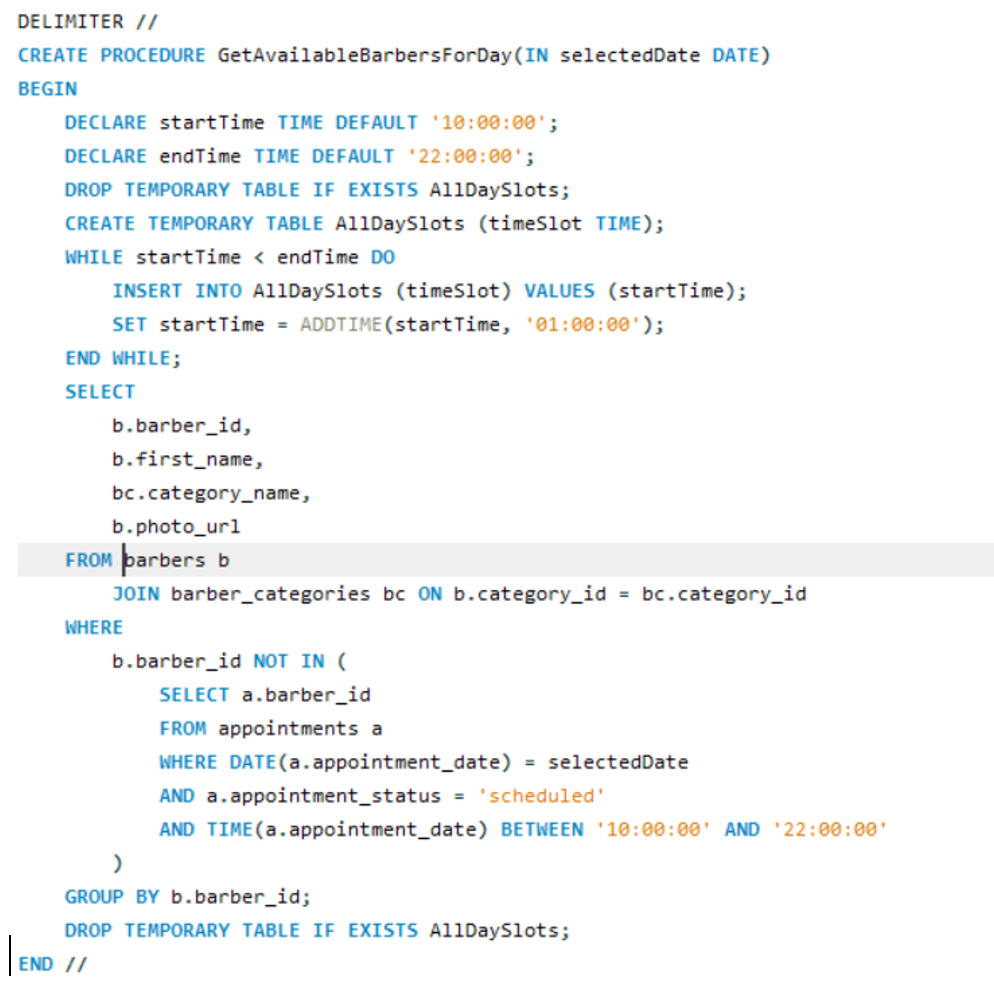 DELIMITER //
CREATE PROCEDURE GetAvailableBarbersForDay(IN selectedDate DATE)
BEGIN
    DECLARE startTime TIME DEFAULT '10:00:00';
    DECLARE endTime TIME DEFAULT '22:00:00';
    DROP TEMPORARY TABLE IF EXISTS AllDaySlots;
    CREATE TEMPORARY TABLE AllDaySlots (timeSlot TIME);
    WHILE startTime < endTime DO
        INSERT INTO AllDaySlots (timeSlot) VALUES (startTime);
        SET startTime = ADDTIME(startTime, '01:00:00');
    END WHILE;
    SELECT
        b.barber_id,
        b.first_name,
        bc.category_name,
        b.photo_url
    FROM barbers b
        JOIN barber_categories bc ON b.category_id = bc.category_id
    WHERE
        b.barber_id NOT IN (
            SELECT a.barber_id
            FROM appointments a
            WHERE DATE(a.appointment_date) = selectedDate
            AND a.appointment_status = 'scheduled'
            AND TIME(a.appointment_date) BETWEEN '10:00:00' AND '22:00:00'
        )
    GROUP BY b.barber_id;
    DROP TEMPORARY TABLE IF EXISTS AllDaySlots;
END //